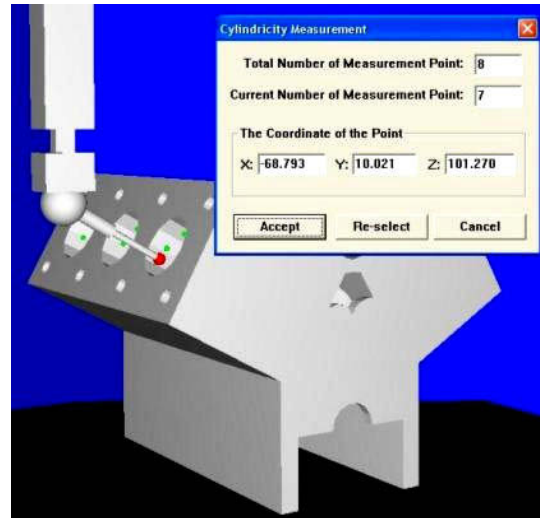 Cylindricity Measurement
Total Number of Measurement Point: 8
Current Number of Measurement Point: 7
The Coordinate of the Point
X: -68.793 Y: 10.021 Z: 101.270
Accept Re-select Cancel